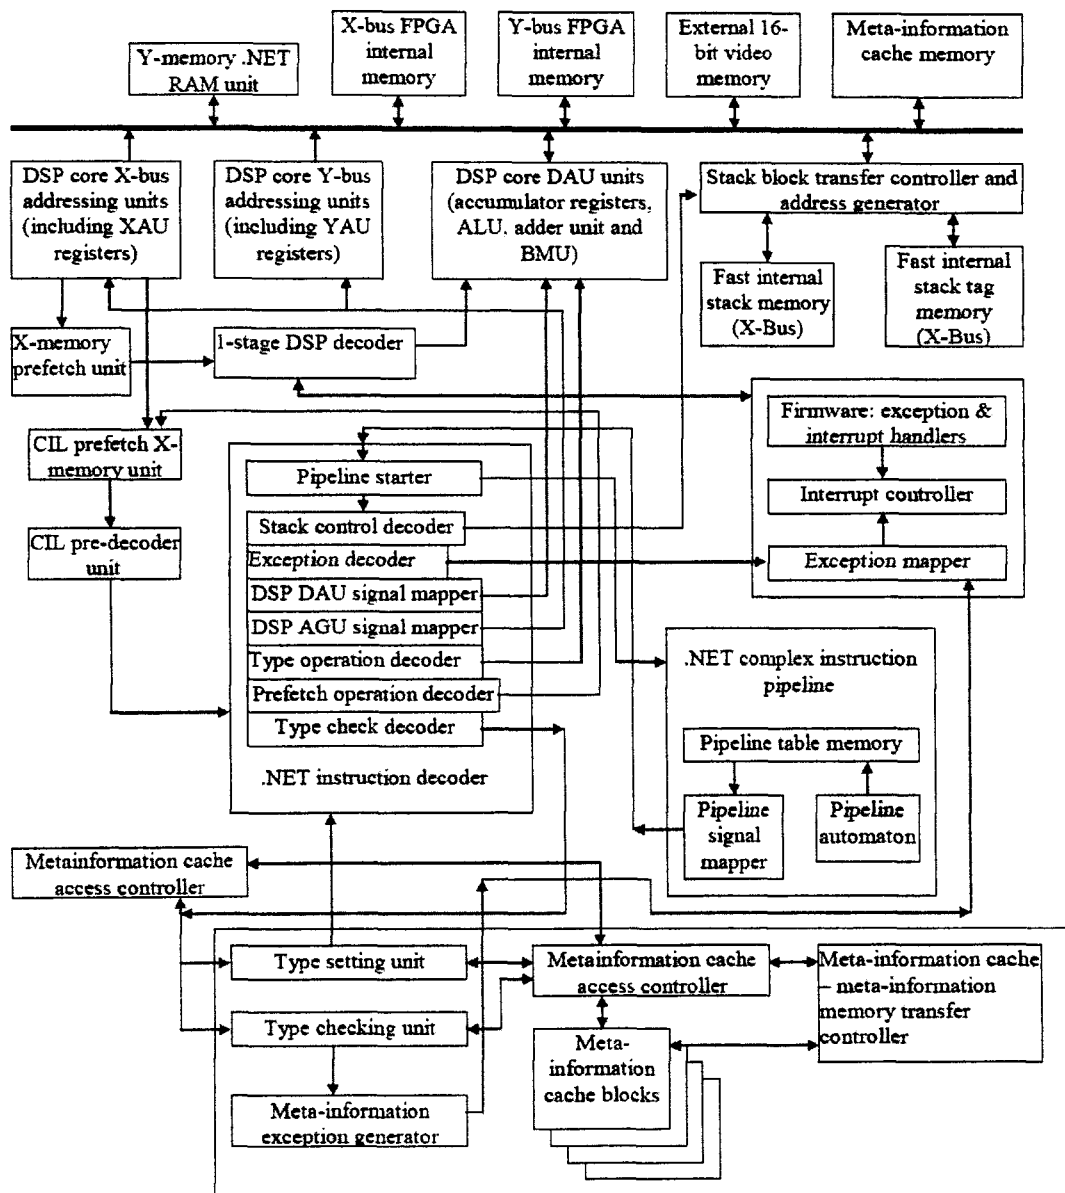 Y-memory .NET
RAM unit
X-bus FPGA
internal
memory
Y-bus FPGA
internal
memory
External 16-
bit video
memory
Meta-information
cache memory
DSP core X-bus
addressing units
(including XAU
registers)
DSP core Y-bus
addressing units
(including YAU
registers)
DSP core DAU units
(accumulator registers,
ALU, adder unit and
BMU)
Stack block transfer controller and
address generator
Fast internal
stack memory
(X-Bus)
Fast internal
stack tag
memory
(X-Bus)
X-memory
prefetch unit
1-stage DSP decoder
CIL prefetch X-
memory unit
CIL pre-decoder
unit
Pipeline starter
Stack control decoder
Exception decoder
DSP DAU signal mapper
DSP AGU signal mapper
Type operation decoder
Prefetch operation decoder
Type check decoder
.NET instruction decoder
Firmware: exception &
interrupt handlers
Interrupt controller
Exception mapper
.NET complex instruction
pipeline
Pipeline table memory
Pipeline
signal
mapper
Pipeline
automaton
Metainformation cache
access controller
Type setting unit
Type checking unit
Meta-information
exception generator
Metainformation cache
access controller
Meta-
information
cache blocks
Meta-information cache
– meta-information
memory transfer
controller